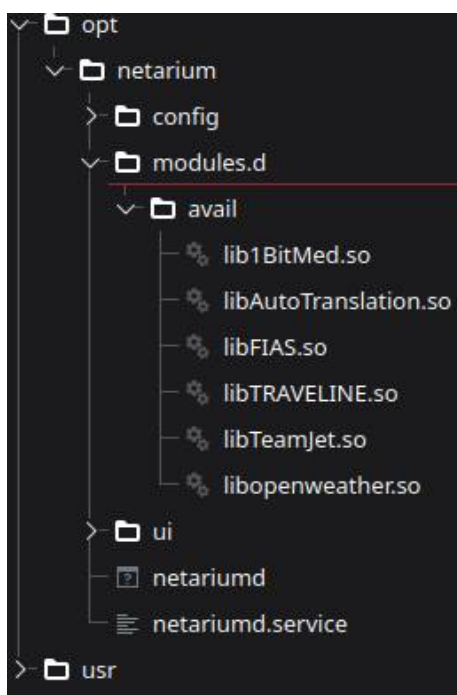 opt
netarium
config
modules.d
avail
lib1BitMed.so
libAutoTranslation.so
libFIAS.so
libTRAVELINE.so
libTeamJet.so
libopenweather.so
ui
netariumd
netariumd.service
usr